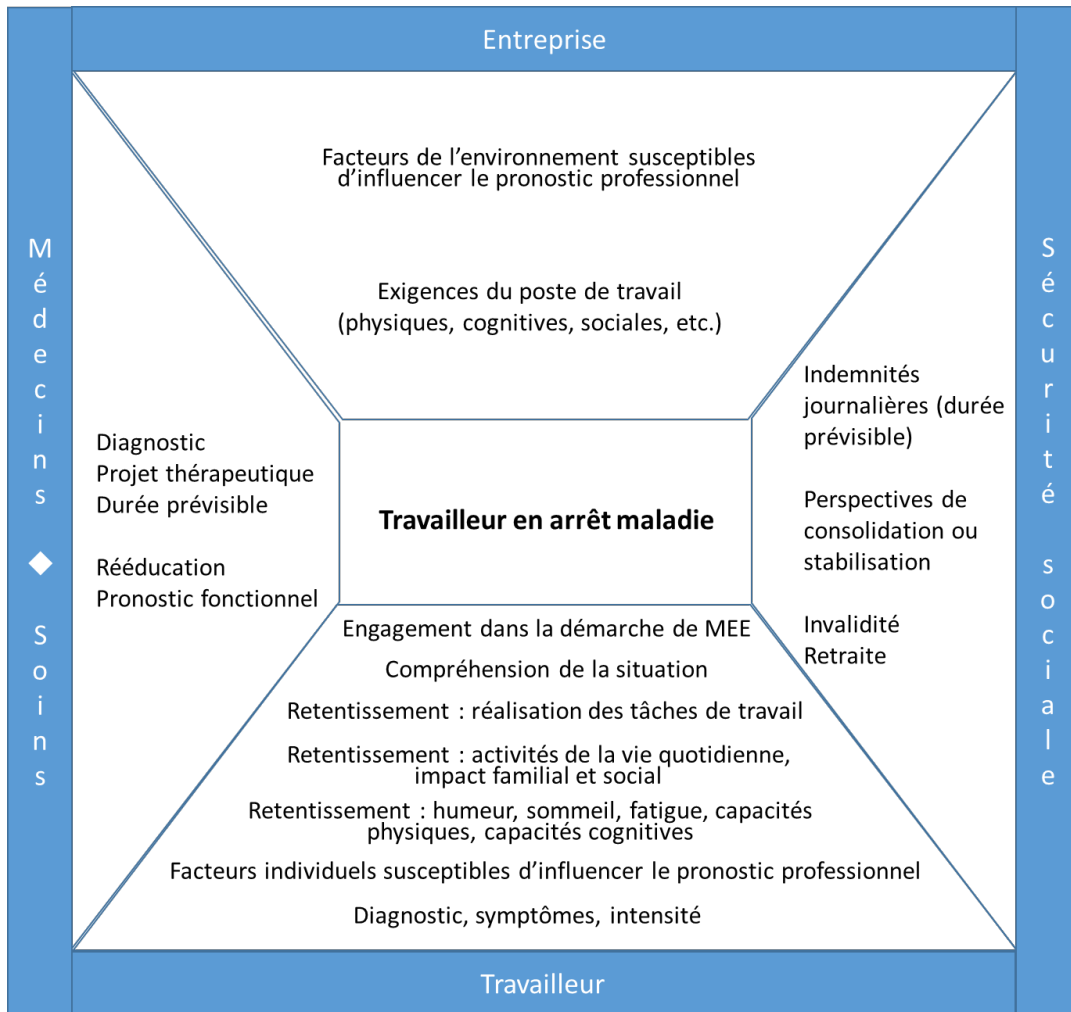 Entreprise
Facteurs de l’environnement susceptibles
d’influencer le pronostic professionnel
Exigences du poste de travail
(physiques, cognitives, sociales, etc.)
Médecins ◆ Soins
Diagnostic
Projet thérapeutique
Durée prévisible
Rééducation
Pronostic fonctionnel
Travailleur en arrêt maladie
Indemnités
journalières (durée
prévisible)
Perspectives de
consolidation ou
stabilisation
Invalidité
Retraite
Sécurité sociale
Engagement dans la démarche de MEE
Compréhension de la situation
Retentissement : réalisation des tâches de travail
Retentissement : activités de la vie quotidienne,
impact familial et social
Retentissement : humeur, sommeil, fatigue, capacités
physiques, capacités cognitives
Facteurs individuels susceptibles d’influencer le pronostic professionnel
Diagnostic, symptômes, intensité
Travailleur